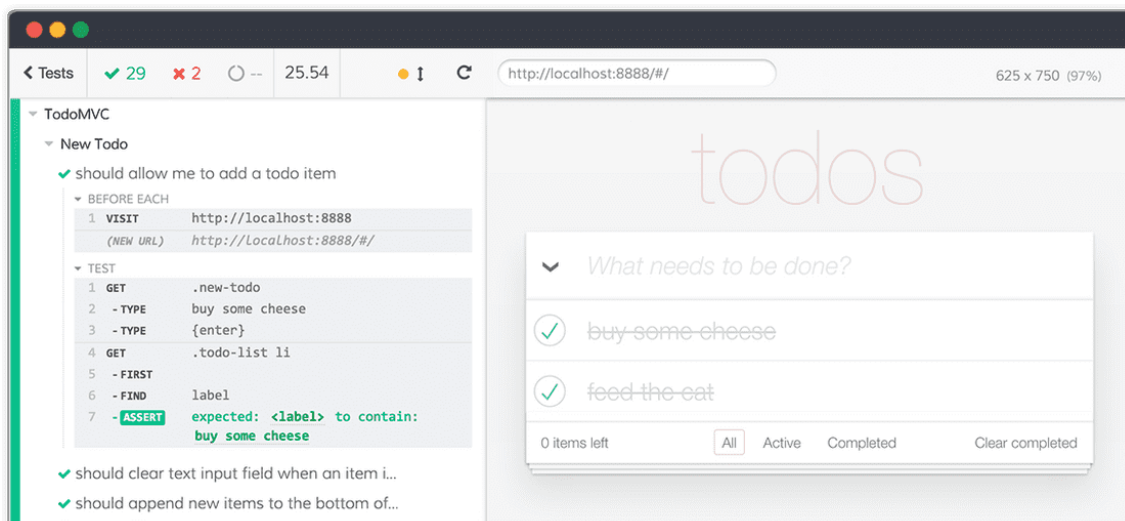 Tests 29 2 -- 25.54 http://localhost:8888/#/ 625 x 750 (97%)
TodoMVC
New Todo
should allow me to add a todo item
BEFORE EACH
1 VISIT http://localhost:8888
(NEW URL) http://localhost:8888/#/
TEST
1 GET .new-todo
2 -TYPE buy some cheese
3 -TYPE {enter}
4 GET .todo-list li
5 -FIRST
6 -FIND label
7 -ASSERT expected: <label> to contain:
buy some cheese
should clear text input field when an item i...
should append new items to the bottom of...
todos
What needs to be done?
buy some cheese
feed the cat
0 items left All Active Completed Clear completed